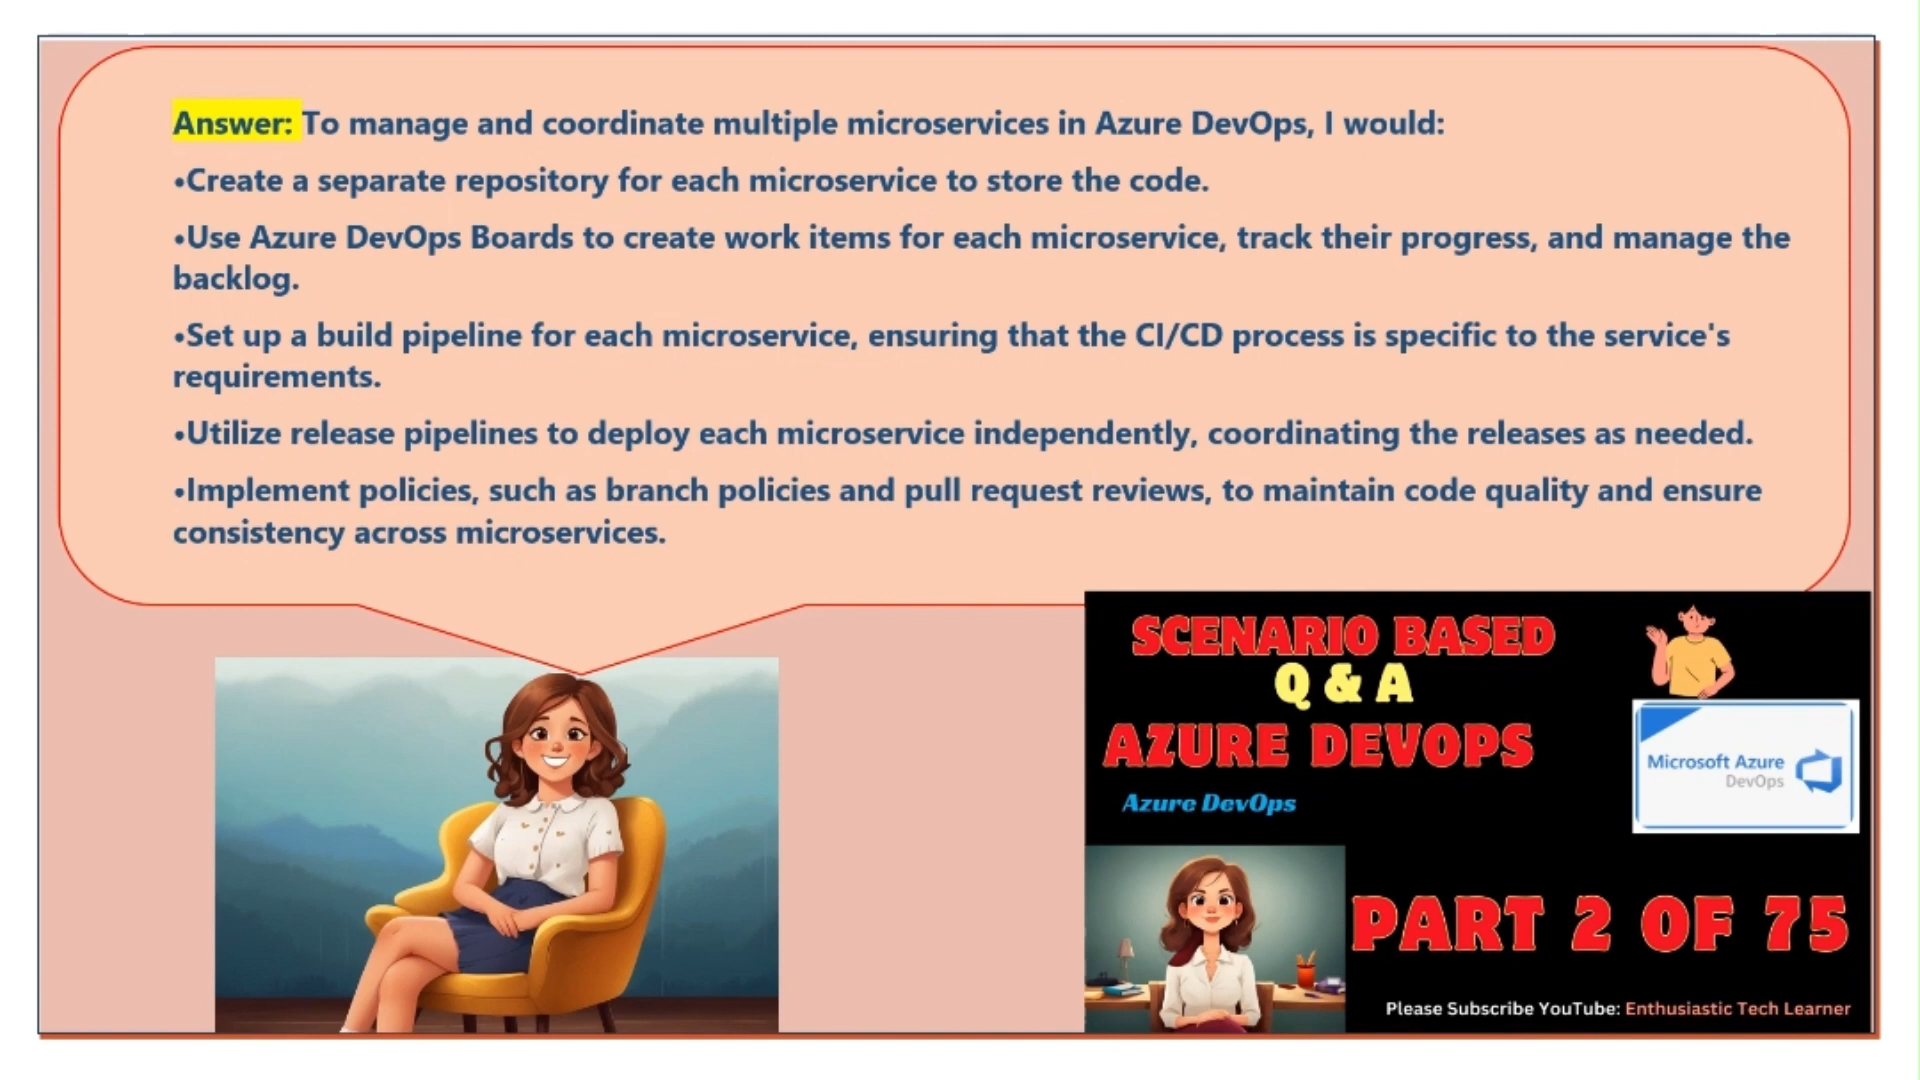 Answer: To manage and coordinate multiple microservices in Azure DevOps, I would:
•Create a separate repository for each microservice to store the code.
•Use Azure DevOps Boards to create work items for each microservice, track their progress, and manage the
backlog.
•Set up a build pipeline for each microservice, ensuring that the CI/CD process is specific to the service's
requirements.
•Utilize release pipelines to deploy each microservice independently, coordinating the releases as needed.
•Implement policies, such as branch policies and pull request reviews, to maintain code quality and ensure
consistency across microservices.
SCENARIO BASED
Q & A
AZURE DEVOPS
Azure DevOps
Microsoft Azure
DevOps
PART 2 OF 75
Please Subscribe YouTube: Enthusiastic Tech Learner